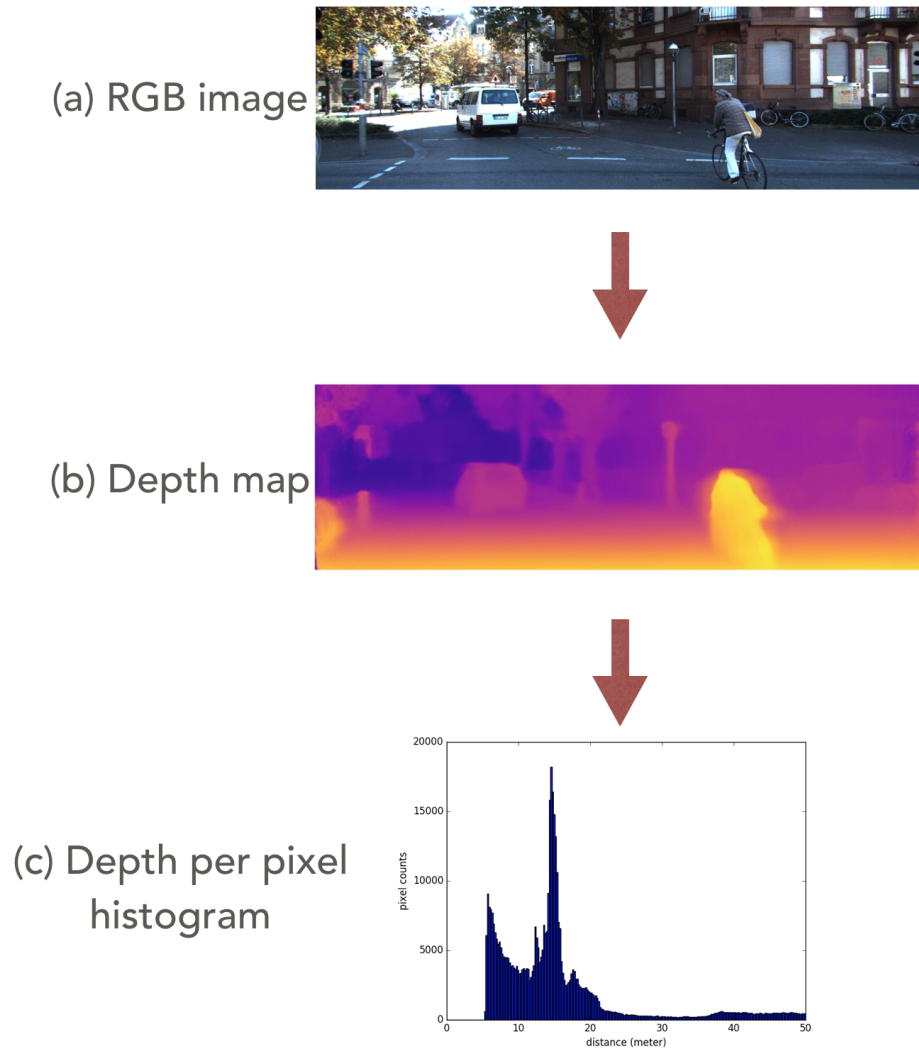 (a) RGB image
(b) Depth map
(c) Depth per pixel
histogram
20000
15000
10000
5000
0
pixel counts
0 10 20 30 40 50
distance (meter)